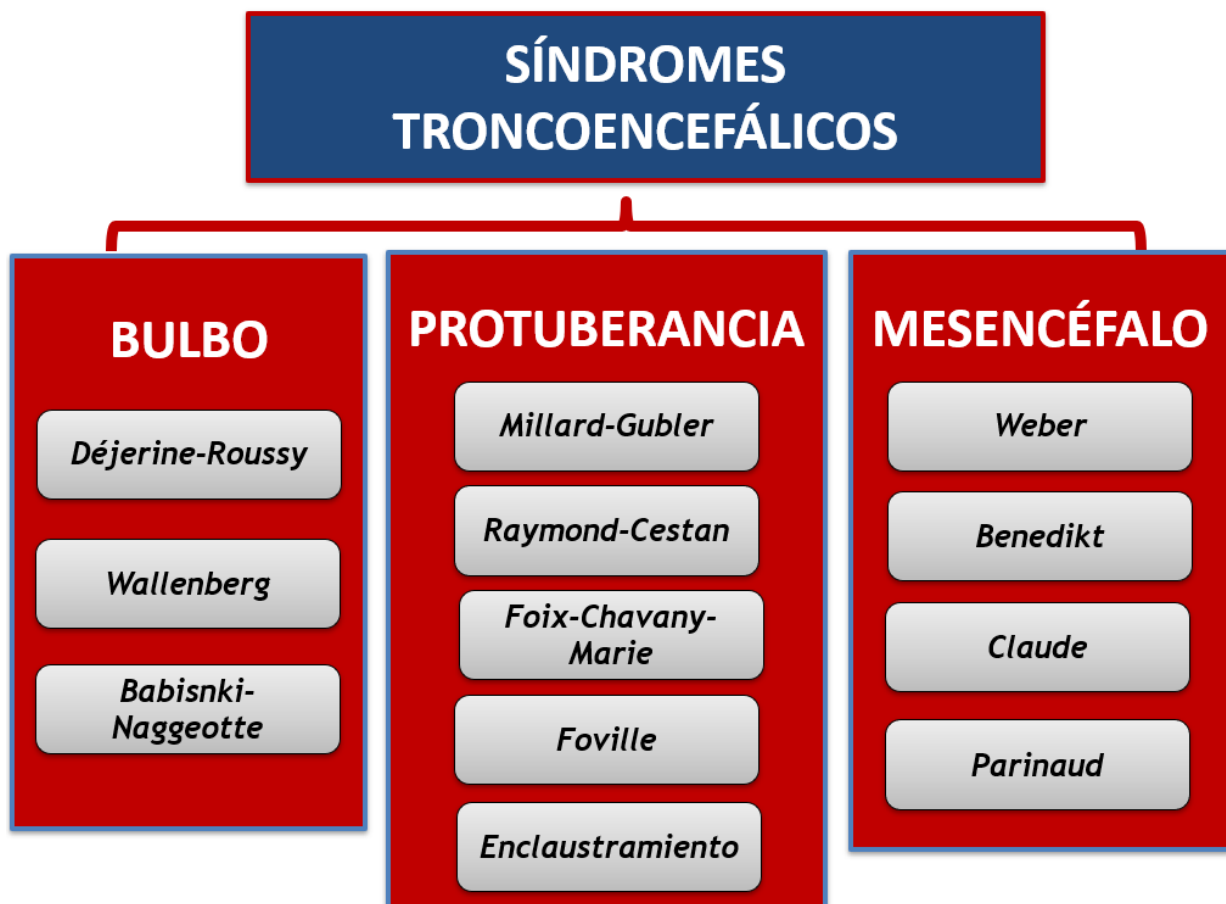 SÍNDROMES
TRONCOENCEFÁLICOS
BULBO
Déjerine-Roussy
Wallenberg
Babisnki-
Naggeotte
PROTUBERANCIA
Millard-Gubler
Raymond-Cestan
Foix-Chavany-
Marie
Foville
Enclaustramiento
MESENCÉFALO
Weber
Benedikt
Claude
Parinaud